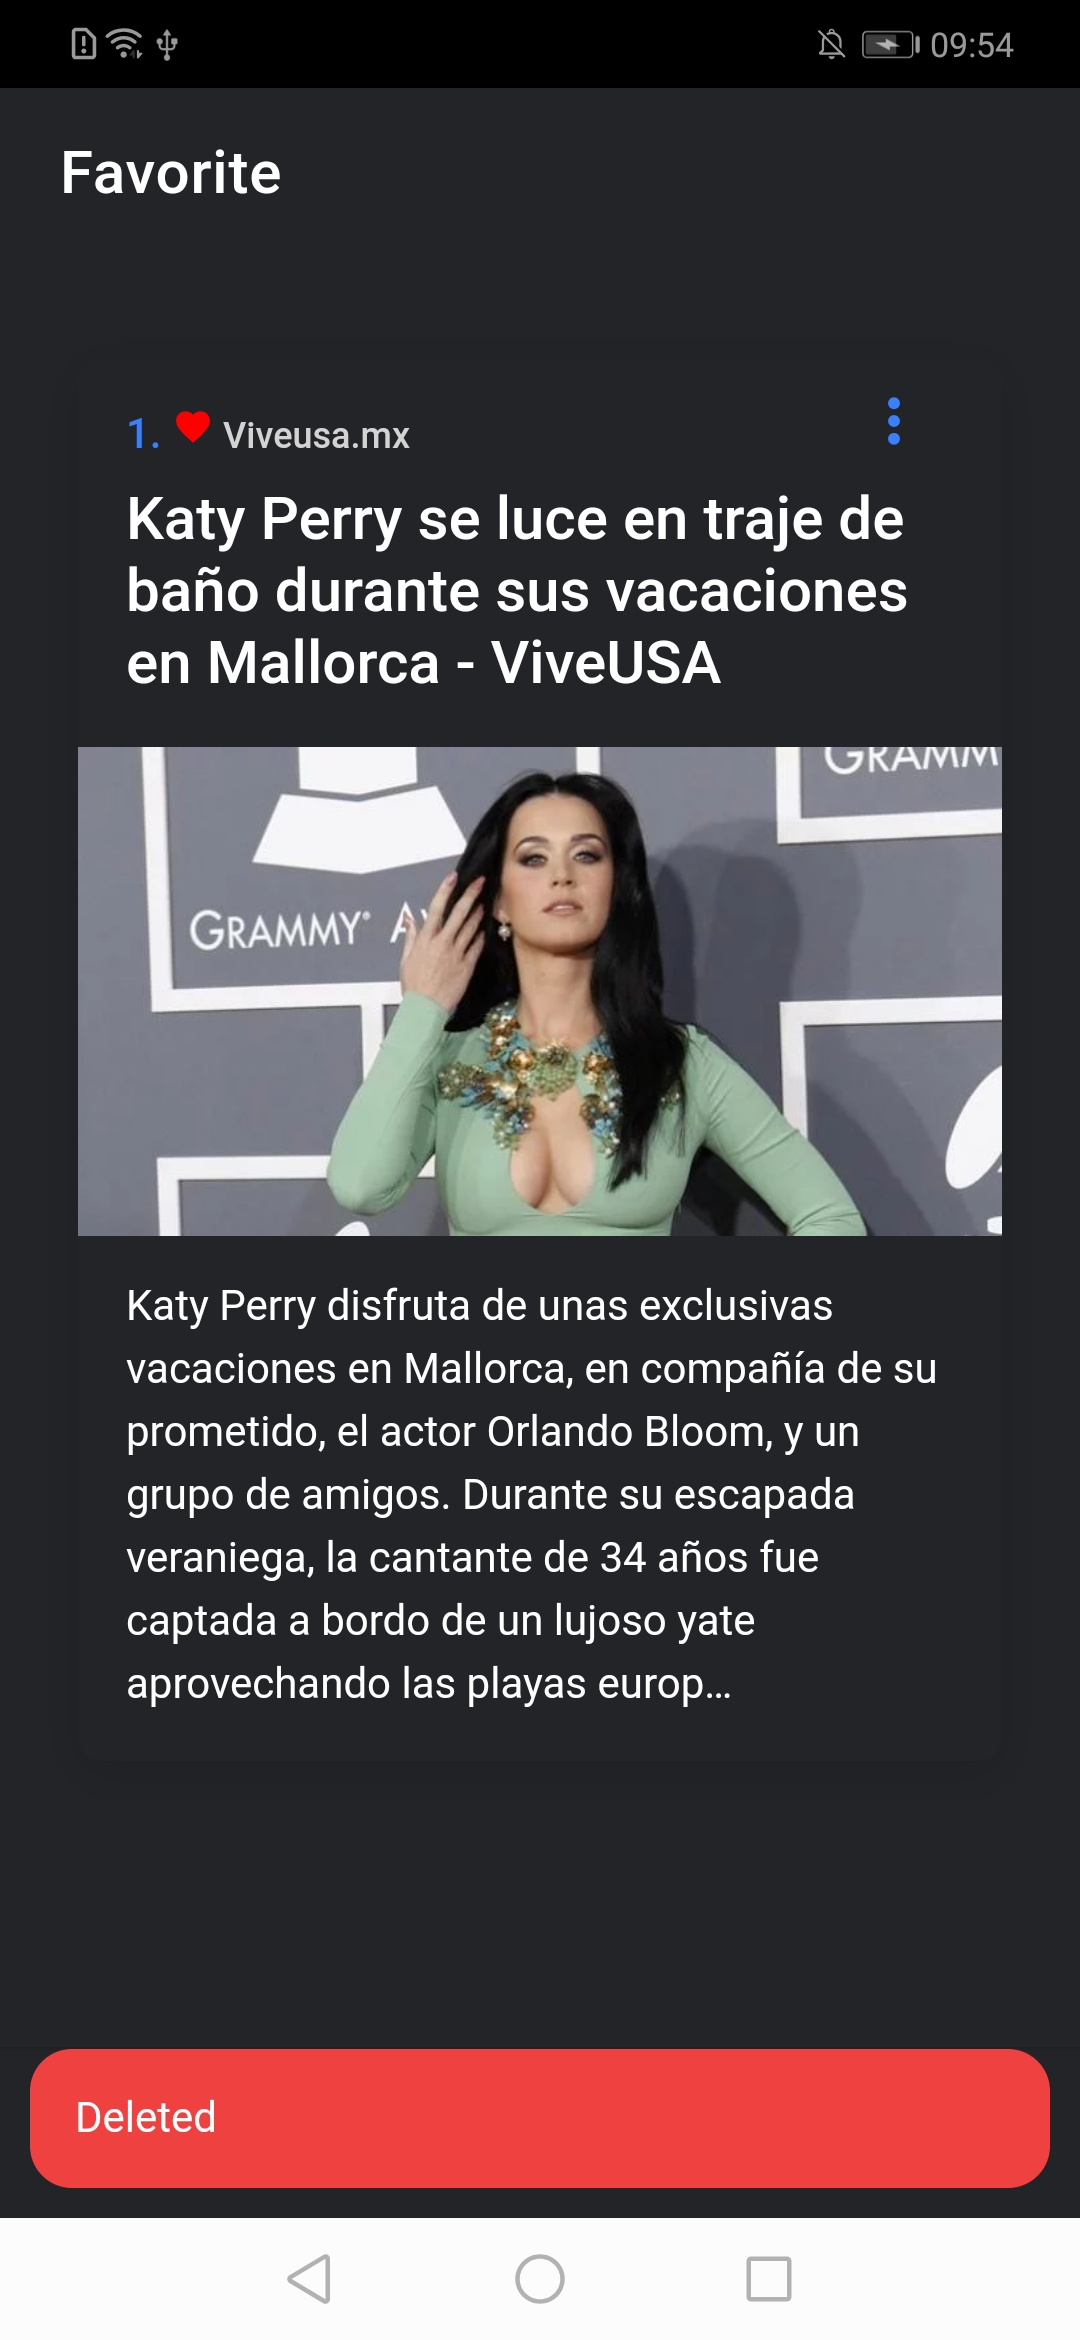 09:54
Favorite
1. Viveusa.mx
Katy Perry se luce en traje de
baño durante sus vacaciones
en Mallorca - ViveUSA
GRAMM
GRAMMY® A
Katy Perry disfruta de unas exclusivas
vacaciones en Mallorca, en compañía de su
prometido, el actor Orlando Bloom, y un
grupo de amigos. Durante su escapada
veraniega, la cantante de 34 años fue
captada a bordo de un lujoso yate
aprovechando las playas europ…
Deleted